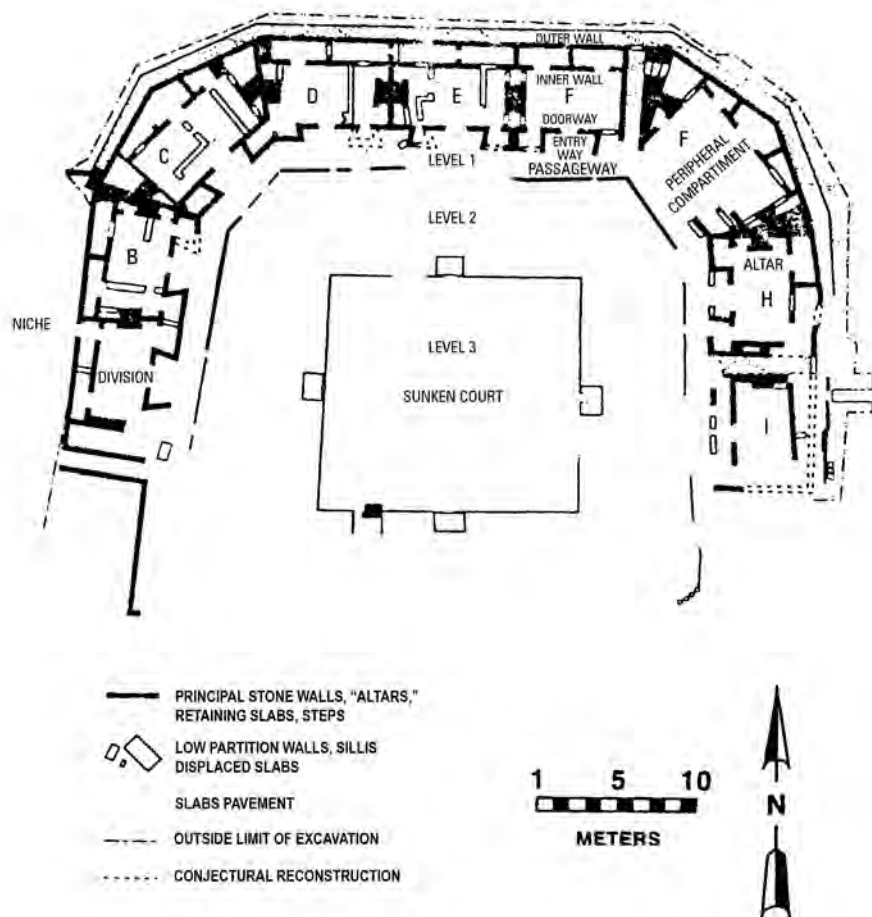 OUTER WALL
INNER WALL
D
E
F
DOORWAY
ENTRY
WAY
PASSAGEWAY
LEVEL 1
C
F
PERIPHERAL
COMPARTIMENT
LEVEL 2
B
ALTAR
H
NICHE
LEVEL 3
DIVISION
SUNKEN COURT
I
PRINCIPAL STONE WALLS, “ALTARS,”
RETAINING SLABS, STEPS
LOW PARTITION WALLS, SILLIS
DISPLACED SLABS
SLABS PAVEMENT
OUTSIDE LIMIT OF EXCAVATION
CONJECTURAL RECONSTRUCTION
1 5 10
METERS
N